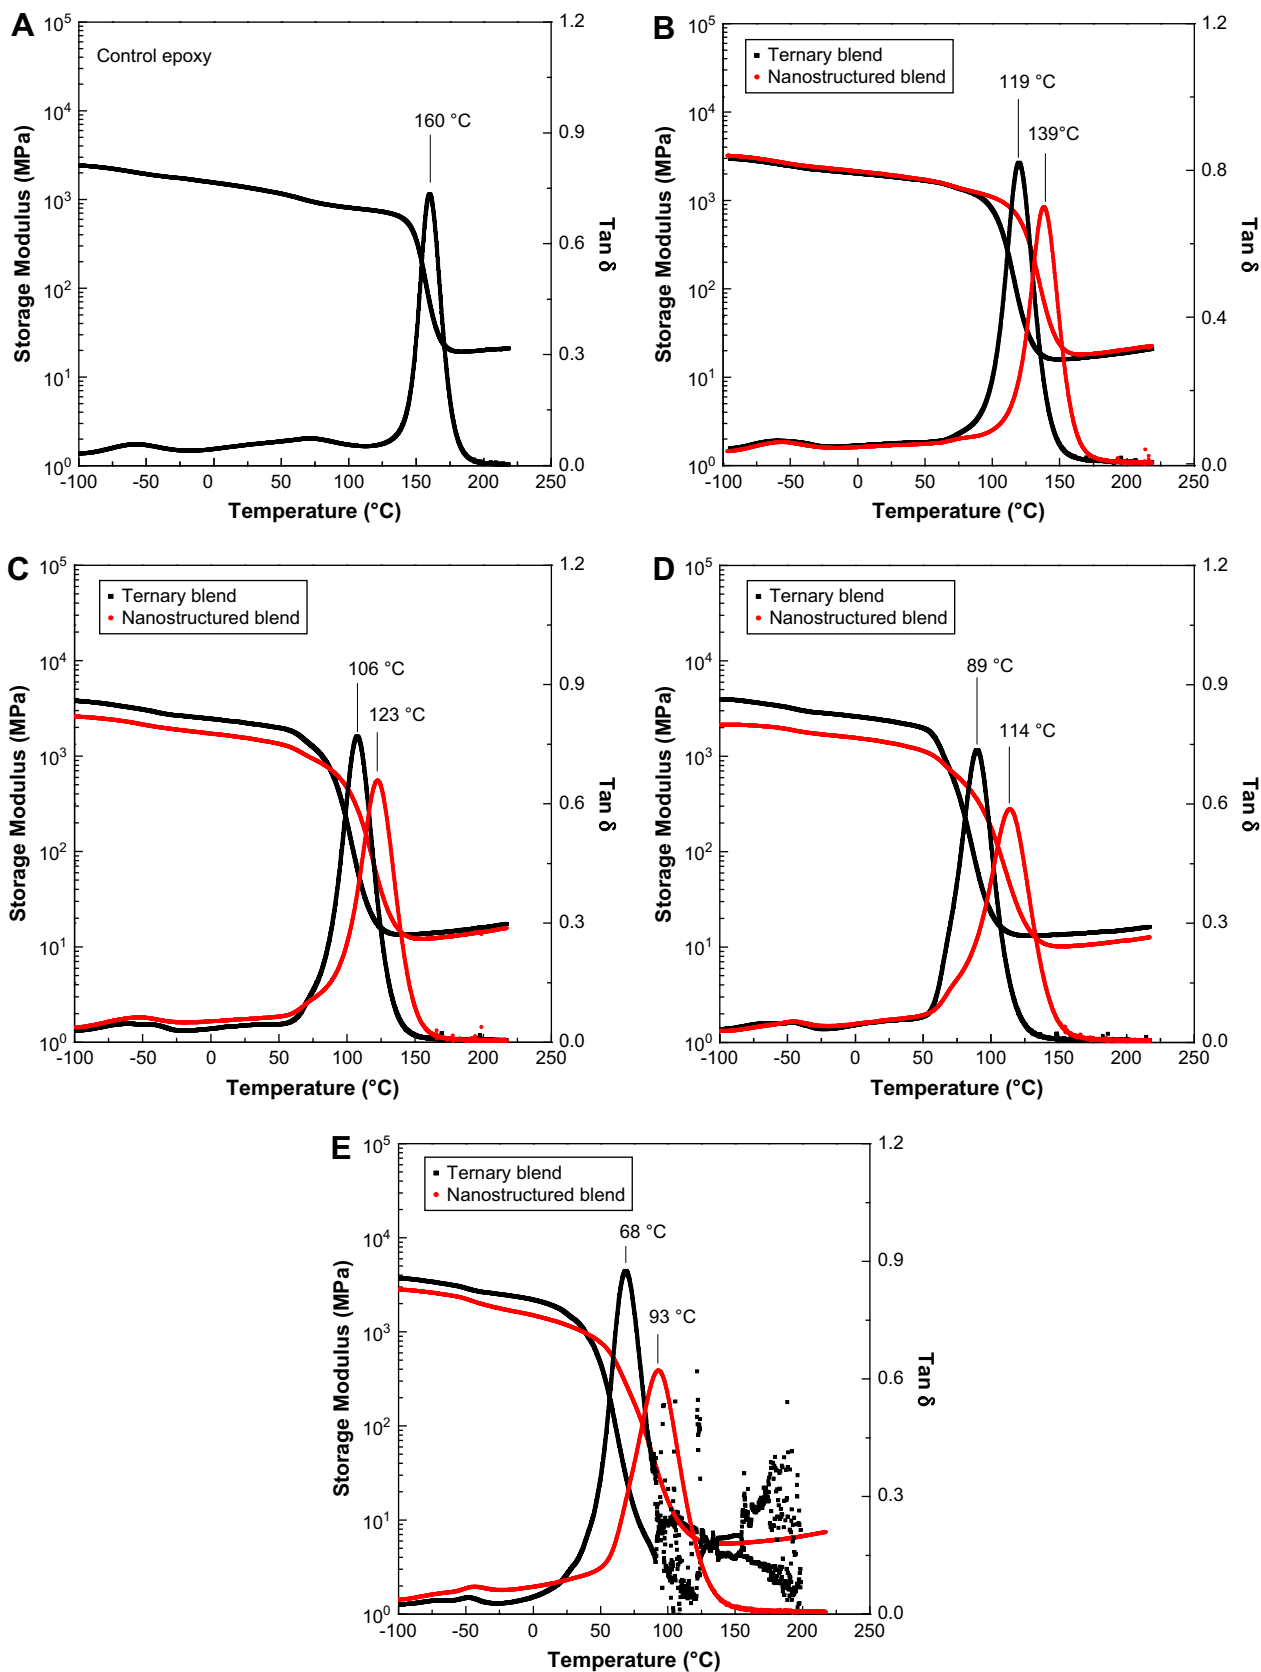 A
Control epoxy
160 °C
Storage Modulus (MPa)
Tan δ
10⁵
10⁴
10³
10²
10¹
10⁰
1.2
0.9
0.6
0.3
0.0
-100 -50 0 50 100 150 200 250
Temperature (°C)
B
Ternary blend
Nanostructured blend
119 °C
139°C
Storage Modulus (MPa)
Tan δ
10⁵
10⁴
10³
10²
10¹
10⁰
1.2
0.8
0.4
0.0
-100 -50 0 50 100 150 200 250
Temperature (°C)
C
Ternary blend
Nanostructured blend
106 °C
123 °C
Storage Modulus (MPa)
Tan δ
10⁵
10⁴
10³
10²
10¹
10⁰
1.2
0.9
0.6
0.3
0.0
-100 -50 0 50 100 150 200 250
Temperature (°C)
D
Ternary blend
Nanostructured blend
89 °C
114 °C
Storage Modulus (MPa)
Tan δ
10⁵
10⁴
10³
10²
10¹
10⁰
1.2
0.9
0.6
0.3
0.0
-100 -50 0 50 100 150 200 250
Temperature (°C)
E
Ternary blend
Nanostructured blend
68 °C
93 °C
Storage Modulus (MPa)
Tan δ
10⁵
10⁴
10³
10²
10¹
10⁰
1.2
0.9
0.6
0.3
0.0
-100 -50 0 50 100 150 200 250
Temperature (°C)